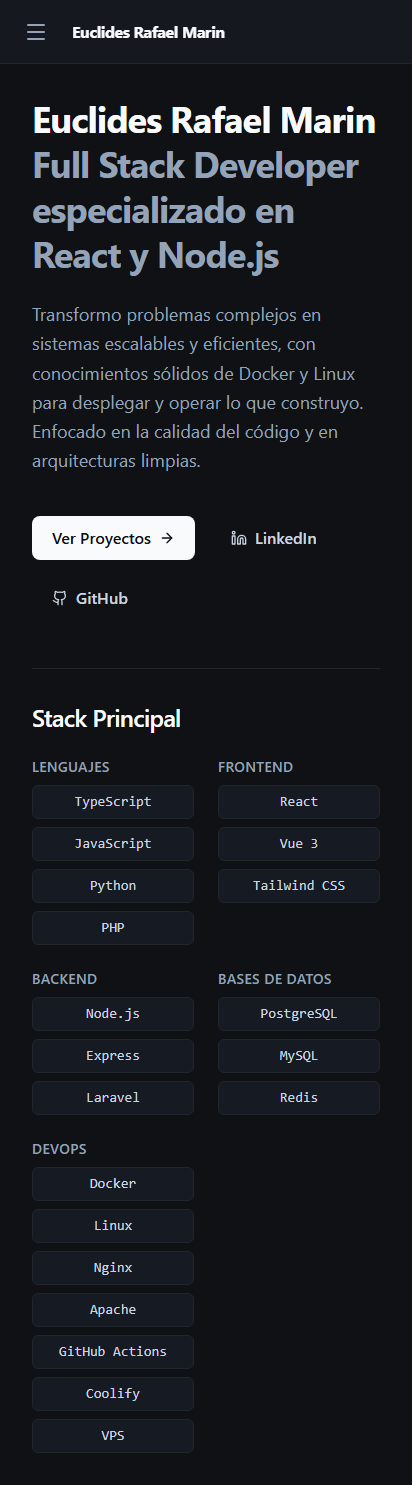 Euclides Rafael Marin
Euclides Rafael Marin
Full Stack Developer
especializado en
React y Node.js
Transformo problemas complejos en
sistemas escalables y eficientes, con
conocimientos sólidos de Docker y Linux
para desplegar y operar lo que construyo.
Enfocado en la calidad del código y en
arquitecturas limpias.
Ver Proyectos →
LinkedIn
GitHub
Stack Principal
LENGUAJES
TypeScript
JavaScript
Python
PHP
FRONTEND
React
Vue 3
Tailwind CSS
BACKEND
Node.js
Express
Laravel
BASES DE DATOS
PostgreSQL
MySQL
Redis
DEVOPS
Docker
Linux
Nginx
Apache
GitHub Actions
Coolify
VPS